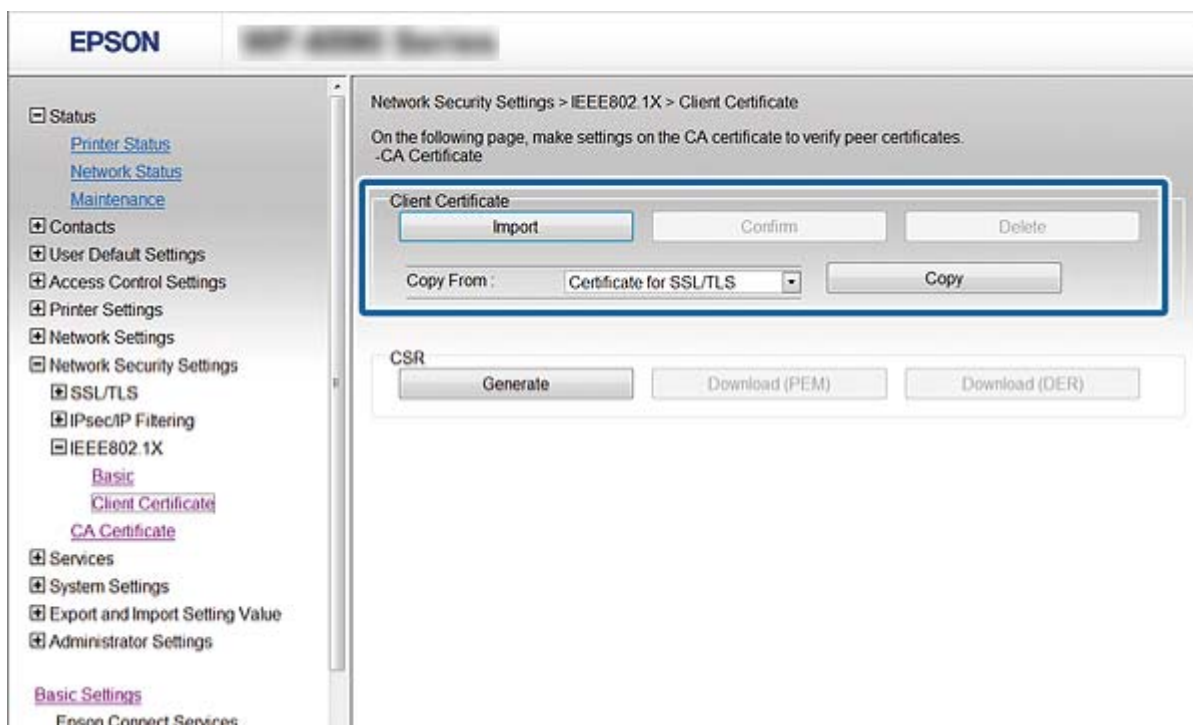 EPSON
Status
Printer Status
Network Status
Maintenance
Contacts
User Default Settings
Access Control Settings
Printer Settings
Network Settings
Network Security Settings
SSL/TLS
IPsec/IP Filtering
IEEE802.1X
Basic
Client Certificate
CA Certificate
Services
System Settings
Export and Import Setting Value
Administrator Settings
Basic Settings
Epson Connect Services
Network Security Settings > IEEE802.1X > Client Certificate
On the following page, make settings on the CA certificate to verify peer certificates.
-CA Certificate
Client Certificate
Import Confirm Delete
Copy From : Certificate for SSL/TLS Copy
CSR
Generate Download (PEM) Download (DER)